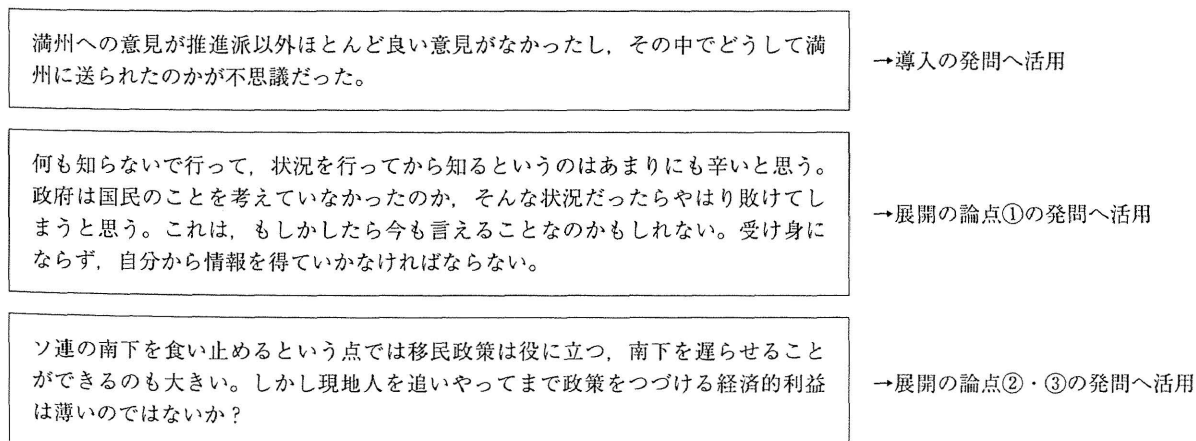 満州への意見が推進派以外ほとんど良い意見がなかったし，その中でどうして満
州に送られたのかが不思議だった。
→導入の発問へ活用
何も知らないで行って，状況を行ってから知るというのはあまりにも辛いと思う。
政府は国民のことを考えていなかったのか，そんな状況だったらやはり敗けてし
まうと思う。これは，もしかしたら今も言えることなのかもしれない。受け身に
ならず，自分から情報を得ていかなければならない。
→展開の論点①の発問へ活用
ソ連の南下を食い止めるという点では移民政策は役に立つ，南下を遅らせること
ができるのも大きい。しかし現地人を追いやってまで政策をつづける経済的利益
は薄いのではないか？
→展開の論点②・③の発問へ活用